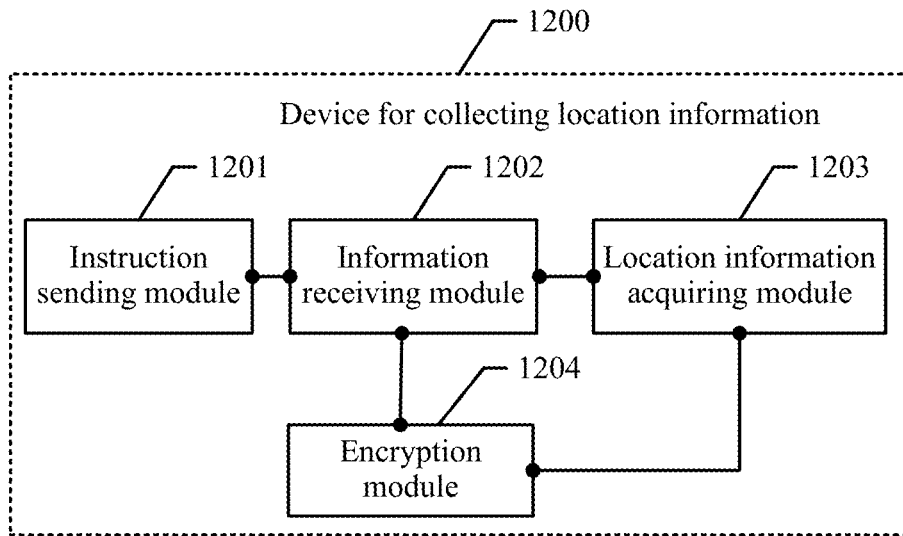 1200
Device for collecting location information
1201
1202
1203
Instruction
sending module
Information
receiving module
Location information
acquiring module
1204
Encryption
module